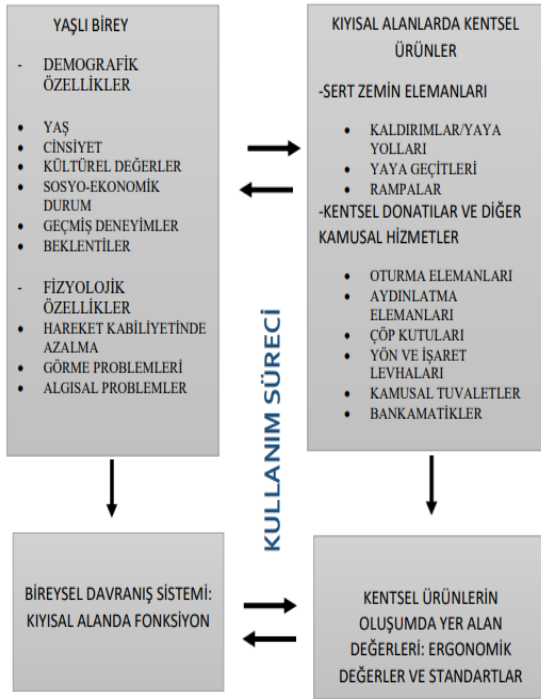 YAŞLI BİREY
- DEMOGRAFİK
ÖZELLİKLER
• YAŞ
• CİNSİYET
• KÜLTÜREL DEĞERLER
• SOSYO-EKONOMİK
DURUM
• GEÇMİŞ DENEYİMLER
• BEKLENTİLER
- FİZYOLOJİK
ÖZELLİKLER
• HAREKET KABİLİYETİNDE
AZALMA
• GÖRME PROBLEMLERİ
• ALGISAL PROBLEMLER
KIYISAL ALANLARDA KENTSEL
ÜRÜNLER
-SERT ZEMİN ELEMANLARI
• KALDIRIMLAR/YAYA
YOLLARI
• YAYA GEÇİTLERİ
• RAMPALAR
-KENTSEL DONATILAR VE DİĞER
KAMUSAL HİZMETLER
• OTURMA ELEMANLARI
• AYDINLATMA
ELEMANLARI
• ÇÖP KUTULARI
• YÖN VE İŞARET
LEVHALARI
• KAMUSAL TUVALETLER
• BANKAMATİKLER
KULLANIM SÜRECİ
BİREYSEL DAVRANIŞ SİSTEMİ:
KIYISAL ALANDA FONKSİYON
KENTSEL ÜRÜNLERİN
OLUŞUMDA YER ALAN
DEĞERLERİ: ERGONOMİK
DEĞERLER VE STANDARTLAR